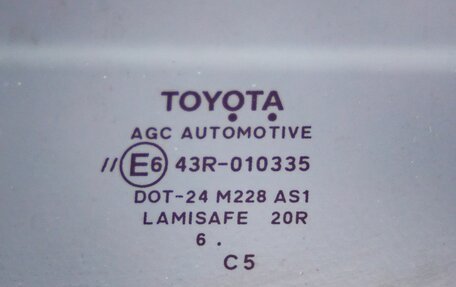 TOYOTA
AGC AUTOMOTIVE
// E6 43R-010335
DOT-24 M228 AS1
LAMISAFE 20R
6 .
C5